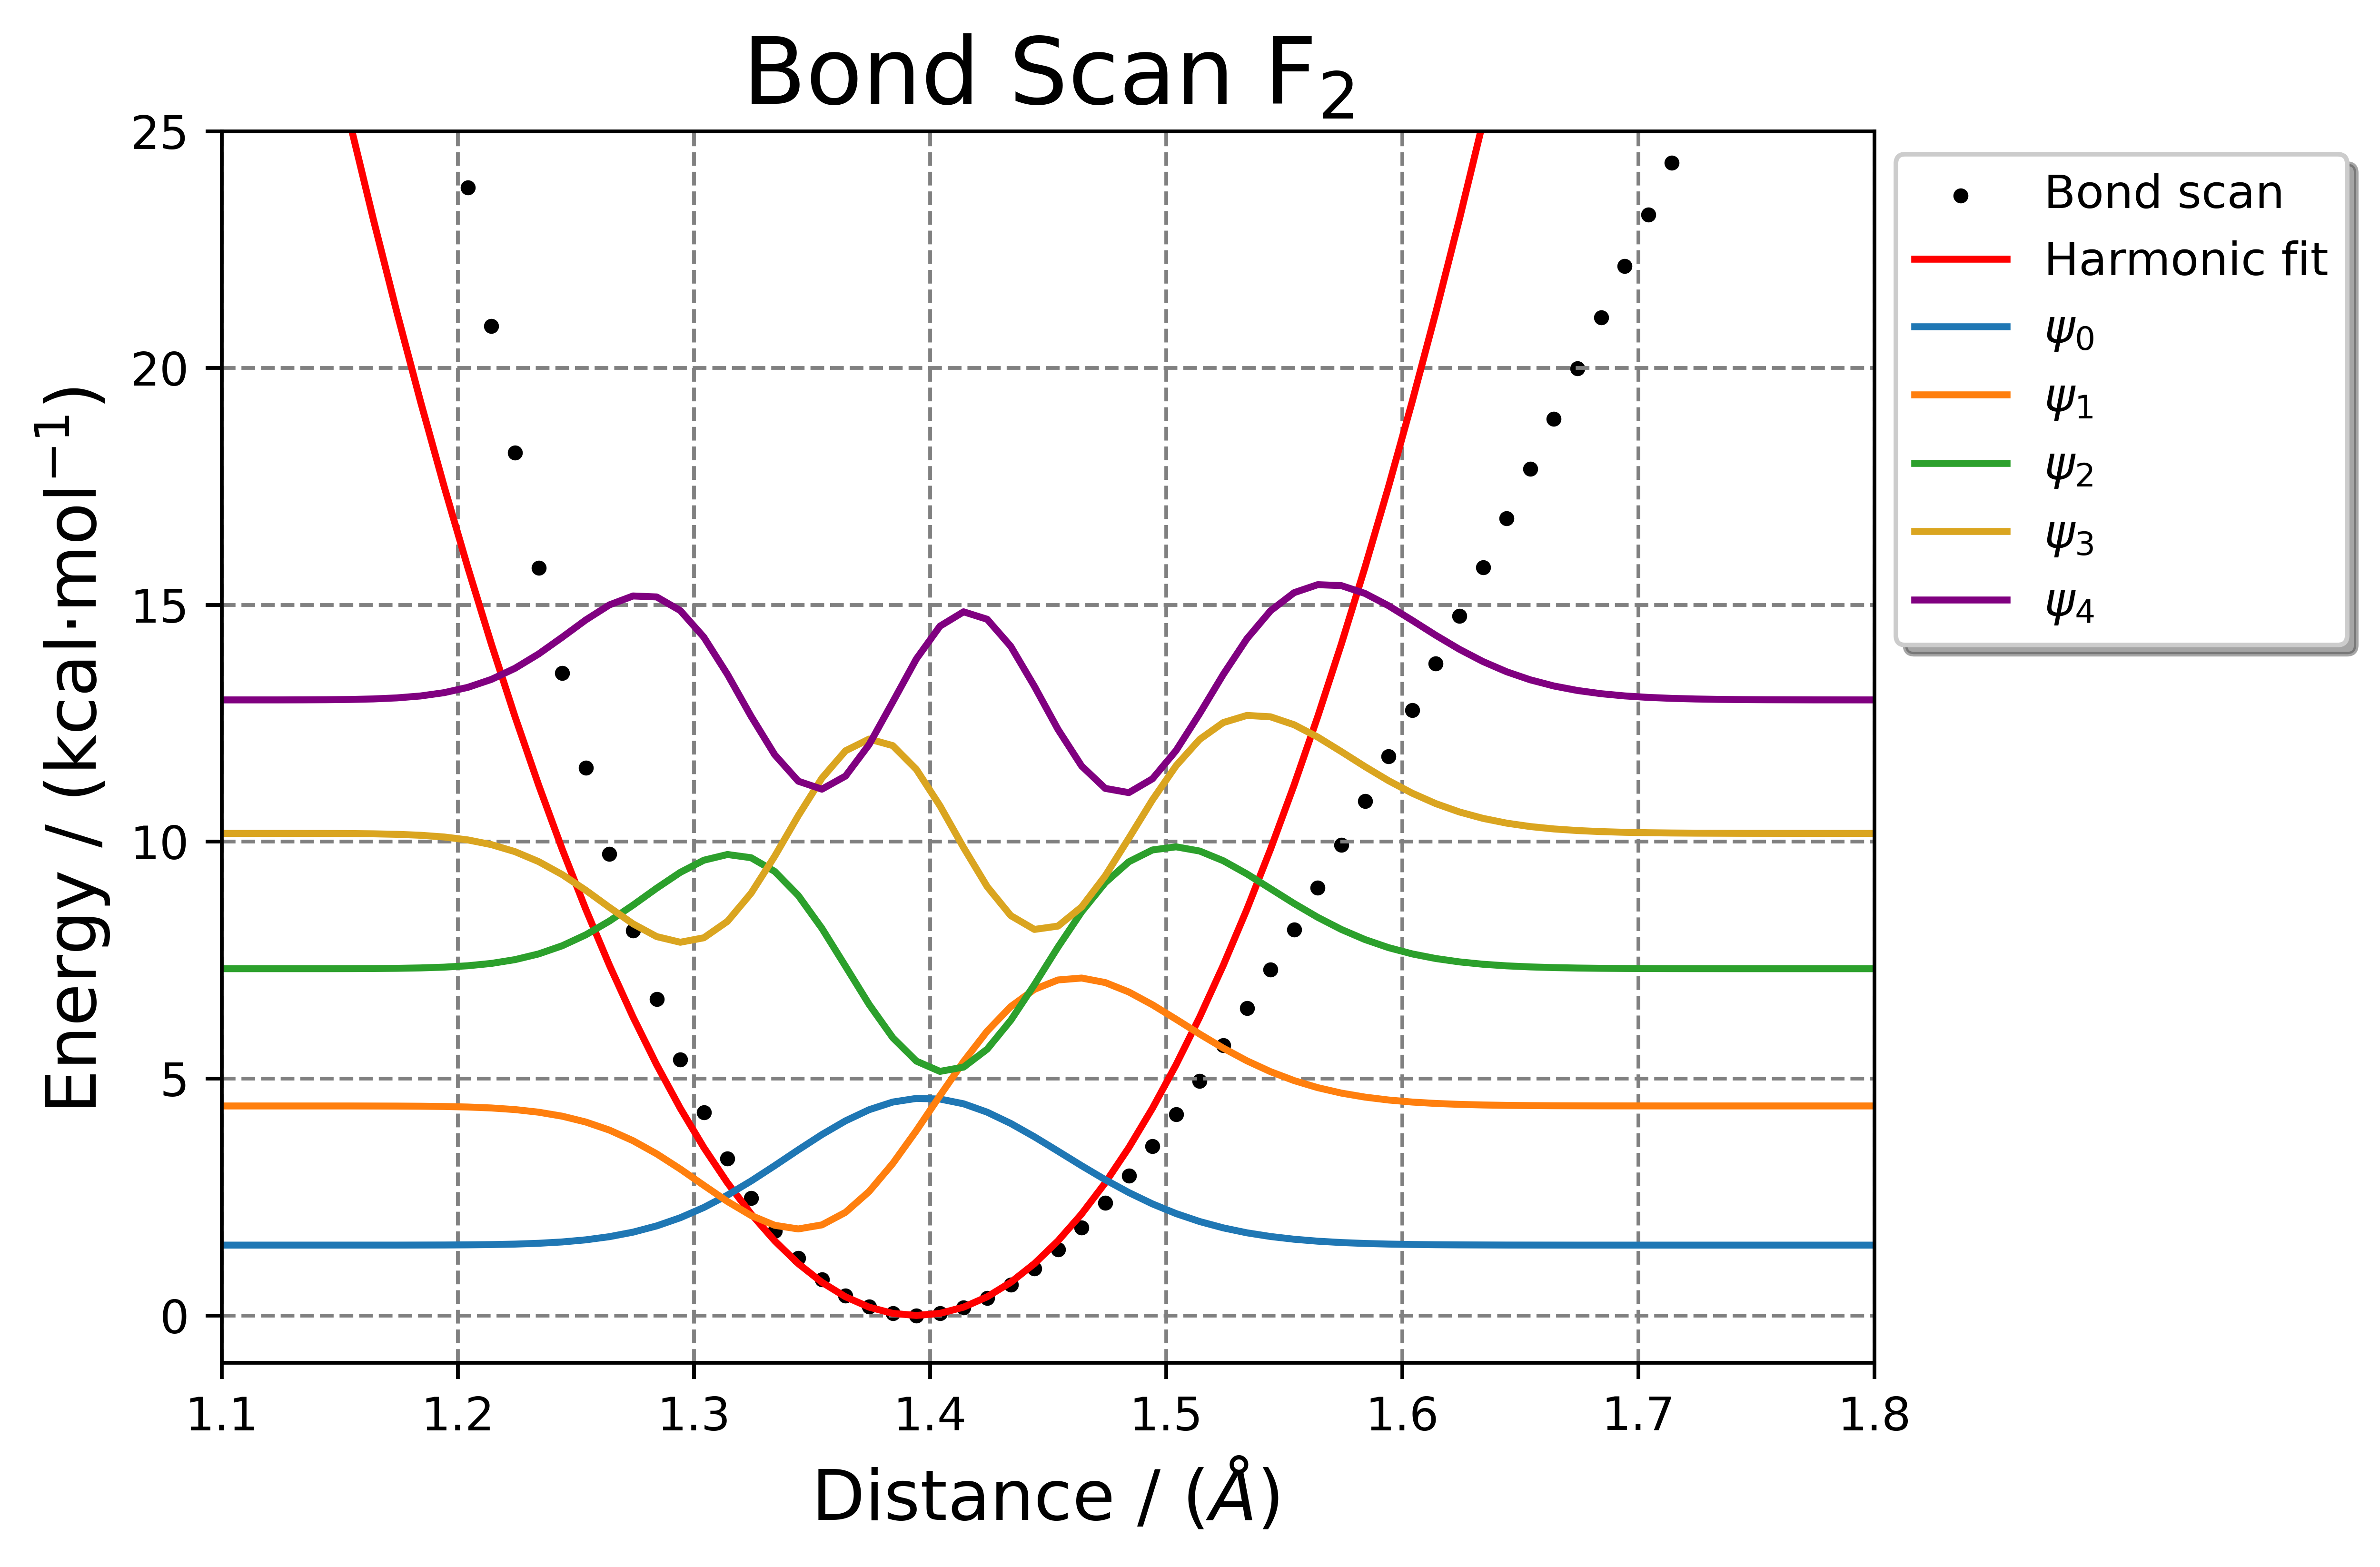 Bond Scan F₂
Energy / (kcal·mol⁻¹)
25
20
15
10
5
0
1.1 1.2 1.3 1.4 1.5 1.6 1.7 1.8
Distance / (Å)
Bond scan
Harmonic fit
ψ₀
ψ₁
ψ₂
ψ₃
ψ₄